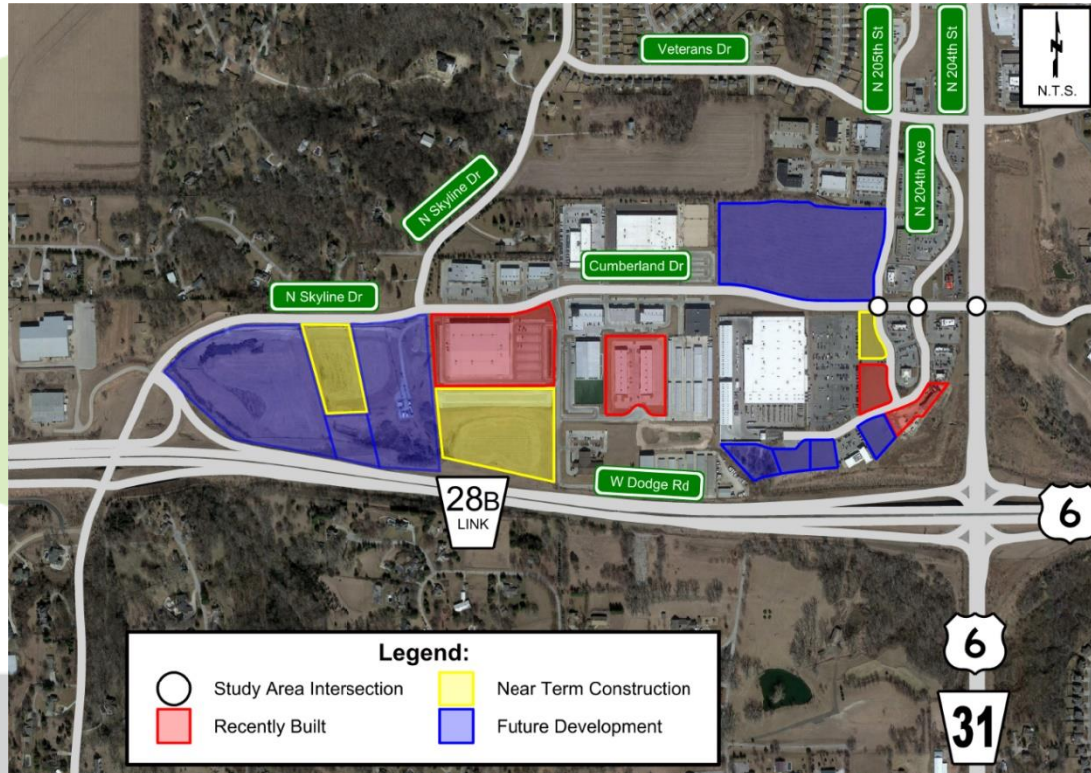 Veterans Dr
N 205th St
N 204th St
N
N.T.S.
N 204th Ave
N Skyline Dr
Cumberland Dr
N Skyline Dr
W Dodge Rd
28B
LINK
6
6
31
Legend:
Study Area Intersection
Near Term Construction
Recently Built
Future Development